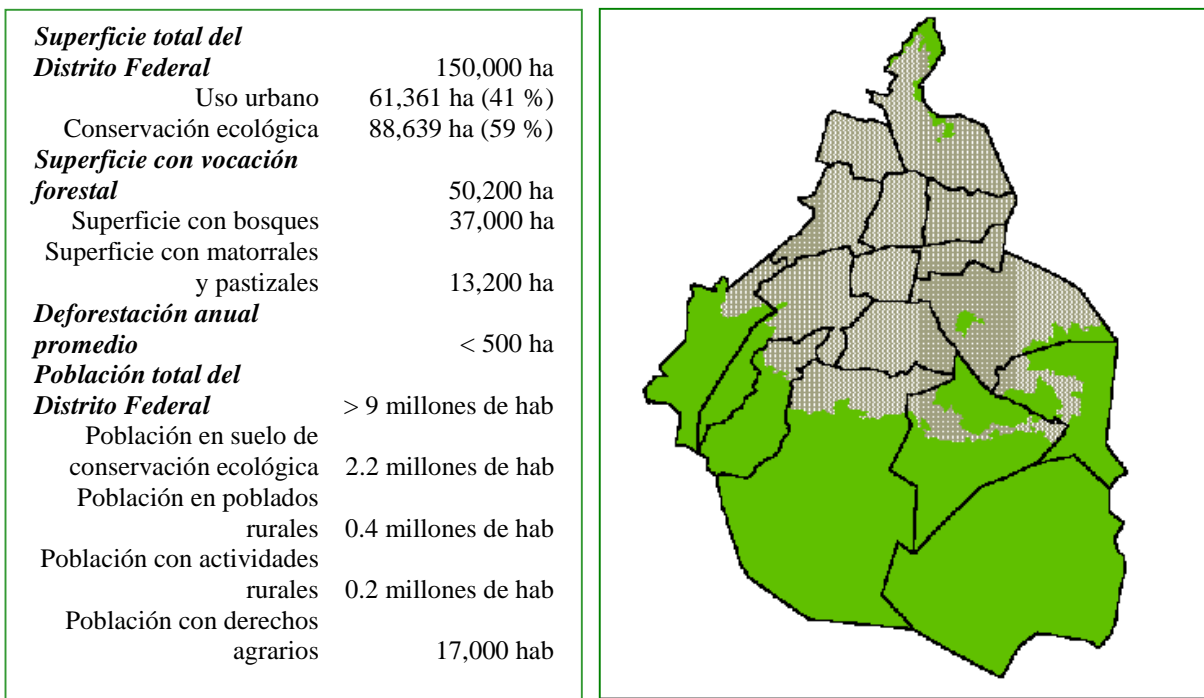 Superficie total del
Distrito Federal 150,000 ha
Uso urbano 61,361 ha (41 %)
Conservación ecológica 88,639 ha (59 %)
Superficie con vocación
forestal 50,200 ha
Superficie con bosques 37,000 ha
Superficie con matorrales
y pastizales 13,200 ha
Deforestación anual
promedio < 500 ha
Población total del
Distrito Federal > 9 millones de hab
Población en suelo de
conservación ecológica 2.2 millones de hab
Población en poblados
rurales 0.4 millones de hab
Población con actividades
rurales 0.2 millones de hab
Población con derechos
agrarios 17,000 hab